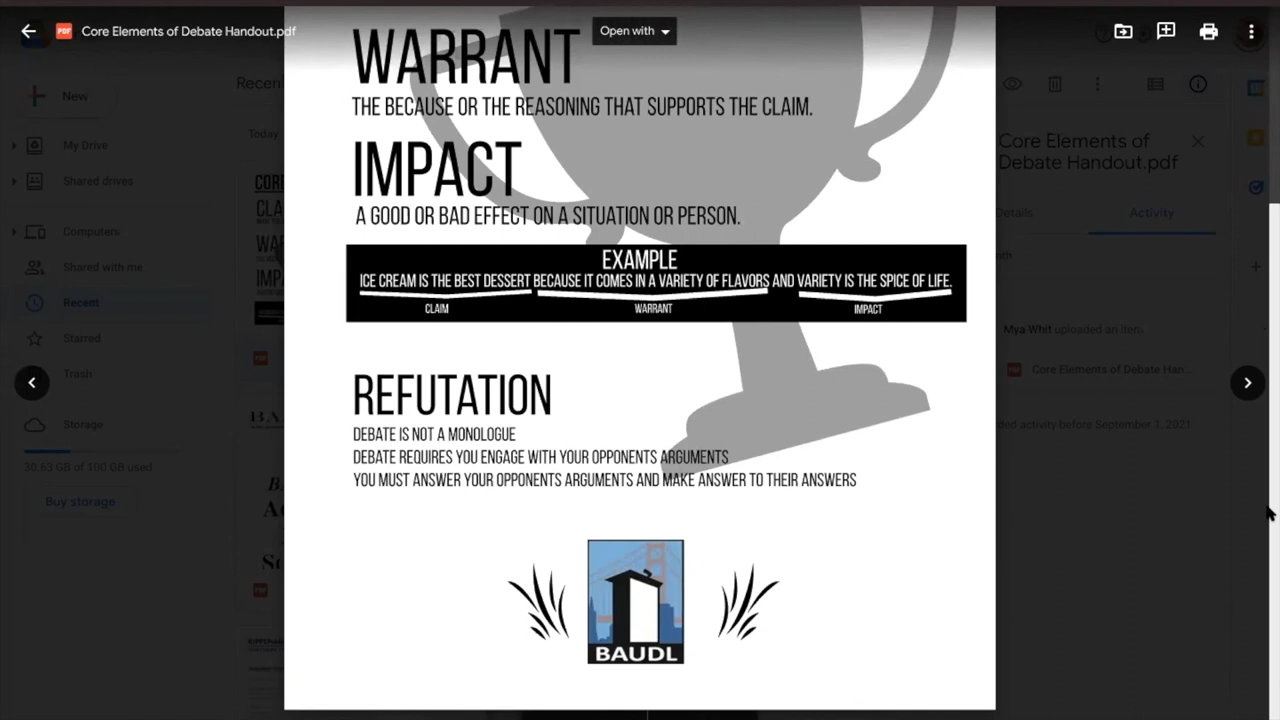 Core Elements of Debate Handout.pdf
Open with
WARRANT
THE BECAUSE OR THE REASONING THAT SUPPORTS THE CLAIM.
IMPACT
A GOOD OR BAD EFFECT ON A SITUATION OR PERSON.
EXAMPLE
ICE CREAM IS THE BEST DESSERT BECAUSE IT COMES IN A VARIETY OF FLAVORS AND VARIETY IS THE SPICE OF LIFE.
CLAIM WARRANT IMPACT
REFUTATION
DEBATE IS NOT A MONOLOGUE
DEBATE REQUIRES YOU ENGAGE WITH YOUR OPPONENTS ARGUMENTS
YOU MUST ANSWER YOUR OPPONENTS ARGUMENTS AND MAKE ANSWER TO THEIR ANSWERS
BAUDL
New
My Drive
Shared drives
Computers
Shared with me
Recent
Starred
Trash
Storage
30.63 GB of 100 GB used
Buy storage
Today
Core Elements of
Debate Handout.pdf
Details
Activity
Mya Whit uploaded an item.
Core Elements of Debate Han...
activity before September 1, 2021